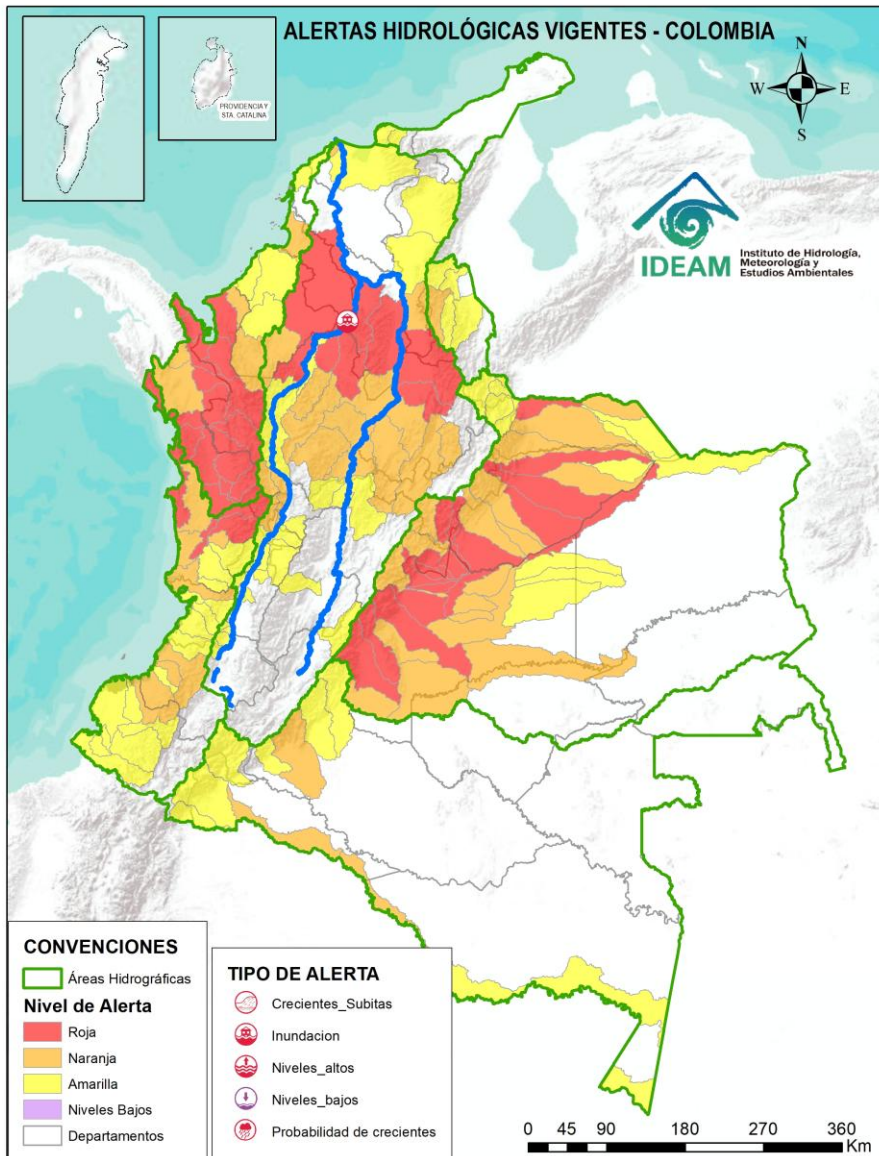 ALERTAS HIDROLÓGICAS VIGENTES - COLOMBIA
PROVIDENCIA Y
STA. CATALINA
N
W
E
S
IDEAM
Instituto de Hidrología,
Meteorología y
Estudios Ambientales
CONVENCIONES
Áreas Hidrográficas
Nivel de Alerta
Roja
Naranja
Amarilla
Niveles Bajos
Departamentos
TIPO DE ALERTA
Crecientes_Subitas
Inundacion
Niveles_altos
Niveles_bajos
Probabilidad de crecientes
0 45 90 180 270 360
Km